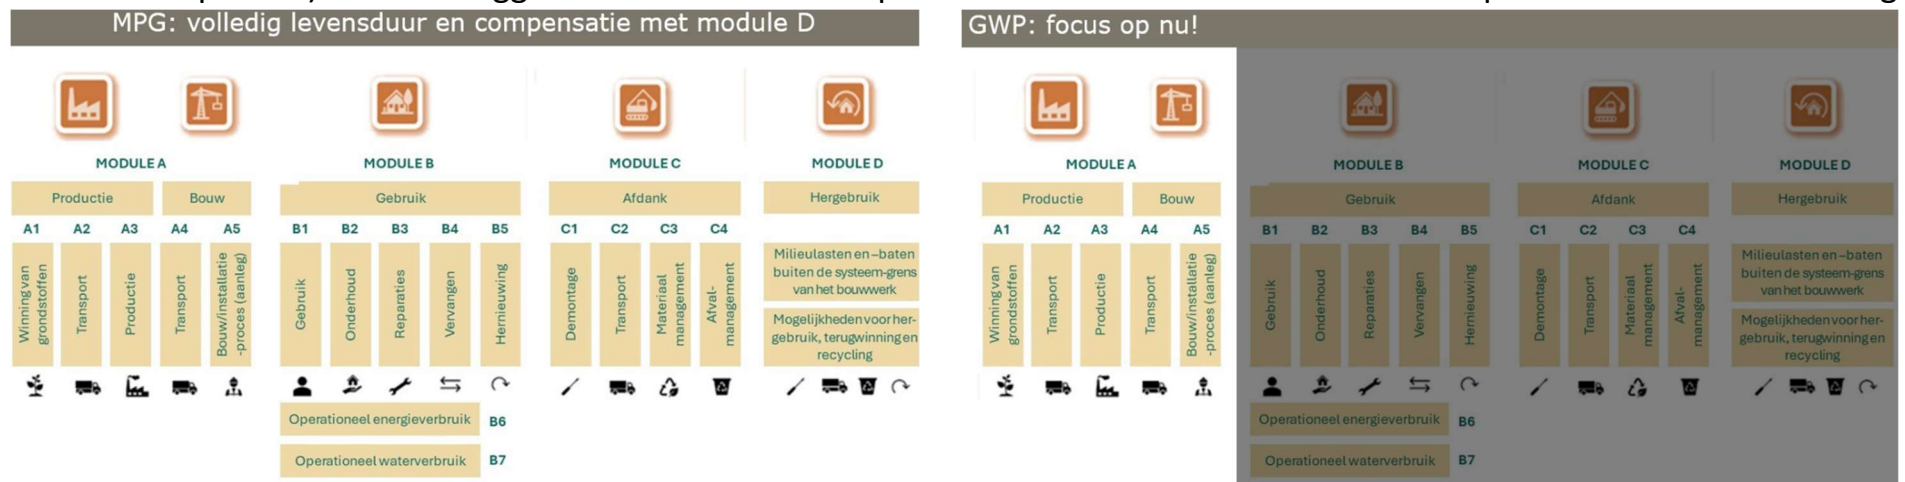 MPG: volledig levensduur en compensatie met module D
MODULE A
MODULE B
MODULE C
MODULE D
Productie
Bouw
Gebruik
Afdank
Hergebruik
A1
A2
A3
A4
A5
B1
B2
B3
B4
B5
C1
C2
C3
C4
Winning van
grondstoffen
Transport
Productie
Transport
Bouw/installatie
-proces (aanleg)
Gebruik
Onderhoud
Reparaties
Vervangen
Hernieuwing
Demontage
Transport
Materiaal
management
Afval-
management
Milieulasten en –baten
buiten de systeem-grens
van het bouwwerk
Mogelijkheden voor her-
gebruik, terugwinning en
recycling
Operationeel energieverbruik
B6
Operationeel waterverbruik
B7
GWP: focus op nu!
MODULE A
MODULE B
MODULE C
MODULE D
Productie
Bouw
Gebruik
Afdank
Hergebruik
A1
A2
A3
A4
A5
B1
B2
B3
B4
B5
C1
C2
C3
C4
Winning van
grondstoffen
Transport
Productie
Transport
Bouw/installatie
-proces (aanleg)
Gebruik
Onderhoud
Reparaties
Vervangen
Hernieuwing
Demontage
Transport
Materiaal
management
Afval-
management
Milieulasten en –baten
buiten de systeem-grens
van het bouwwerk
Mogelijkheden voor her-
gebruik, terugwinning en
recycling
Operationeel energieverbruik
B6
Operationeel waterverbruik
B7